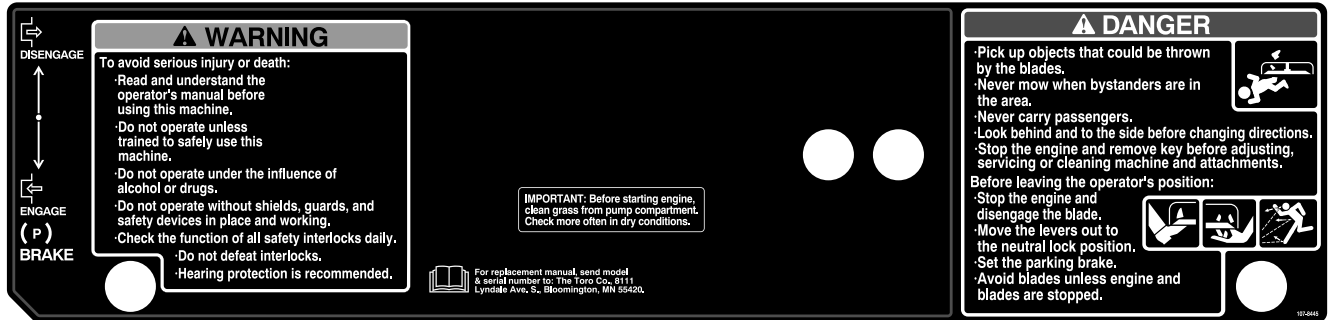 DISENGAGE
ENGAGE
(P)
BRAKE
WARNING
To avoid serious injury or death:
·Read and understand the
operator's manual before
using this machine.
·Do not operate unless
trained to safely use this
machine.
·Do not operate under the influence of
alcohol or drugs.
·Do not operate without shields, guards, and
safety devices in place and working.
·Check the function of all safety interlocks daily.
·Do not defeat interlocks.
·Hearing protection is recommended.
IMPORTANT: Before starting engine,
clean grass from pump compartment.
Check more often in dry conditions.
For replacement manual, send model
& serial number to: The Toro Co., 8111
Lyndale Ave. S., Bloomington, MN 55420.
DANGER
·Pick up objects that could be thrown
by the blades.
·Never mow when bystanders are in
the area.
·Never carry passengers.
·Look behind and to the side before changing directions.
·Stop the engine and remove key before adjusting,
servicing or cleaning machine and attachments.
Before leaving the operator's position:
·Stop the engine and
disengage the blade.
·Move the levers out to
the neutral lock position.
·Set the parking brake.
·Avoid blades unless engine and
blades are stopped.
107-8445